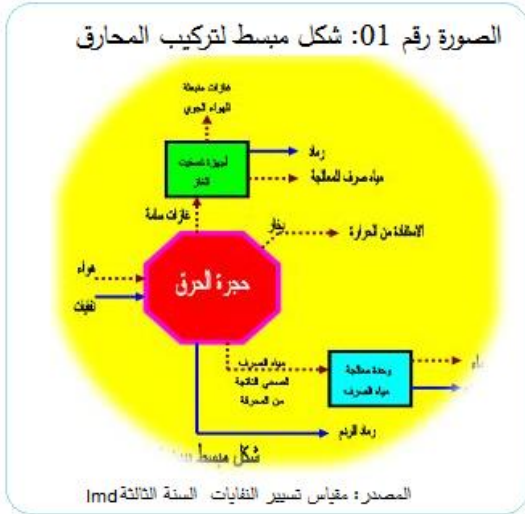 الصورة رقم 01: شكل مبسط لتركيب المحارق
غازات منبعثة
للهواء الجوي
أجهزة تصفية
الغاز
رماد
مياه صرف للمعالجة
غازات سامة
بخار
الاستفادة من الحرارة
هواء
نفايات
حجرة الحرق
مياه الصرف
الصحي الناتجة
من المحرقة
وحدة معالجة
مياه الصرف
رماد للردم
شكل مبسط
المصدر: مقياس تسيير النفايات السنة الثالثة lmd